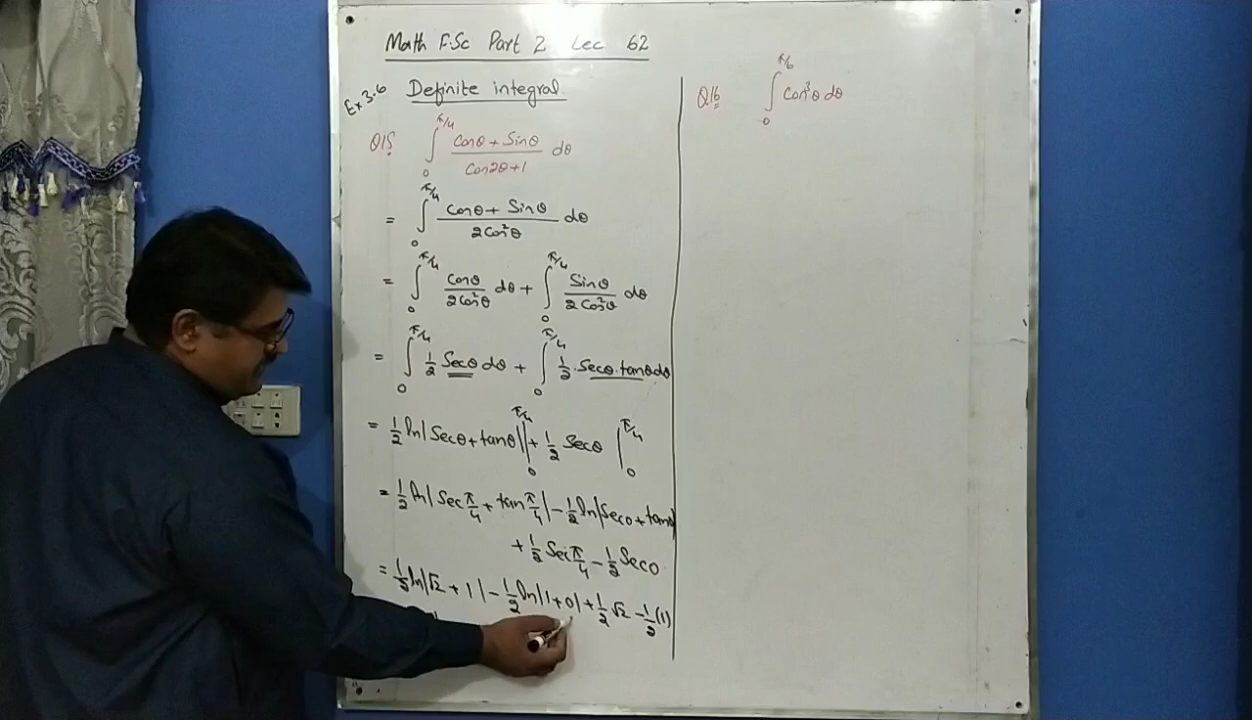 Math F.Sc Part 2 Lec 62
Ex 3.6 Definite integral
Q15 ∫₀^(π/4) (Cosθ + Sinθ)/(Cos2θ+1) dθ
= ∫₀^(π/4) (Cosθ + Sinθ)/(2Cos²θ) dθ
= ∫₀^(π/4) Cosθ/(2Cos²θ) dθ + ∫₀^(π/4) Sinθ/(2Cos²θ) dθ
= ∫₀^(π/4) 1/2 Secθ dθ + ∫₀^(π/4) 1/2 · Secθ · tanθ dθ
= 1/2 ln|Secθ + tanθ| |₀^(π/4) + 1/2 Secθ |₀^(π/4)
= 1/2 ln|Sec π/4 + tan π/4| - 1/2 ln|Sec0 + tan0|
+ 1/2 Sec π/4 - 1/2 Sec0
= 1/2 ln|√2 + 1| - 1/2 ln|1+0| + 1/2 √2 - 1/2 (1)
Q16 ∫₀^(π/6) Cos³θ dθ